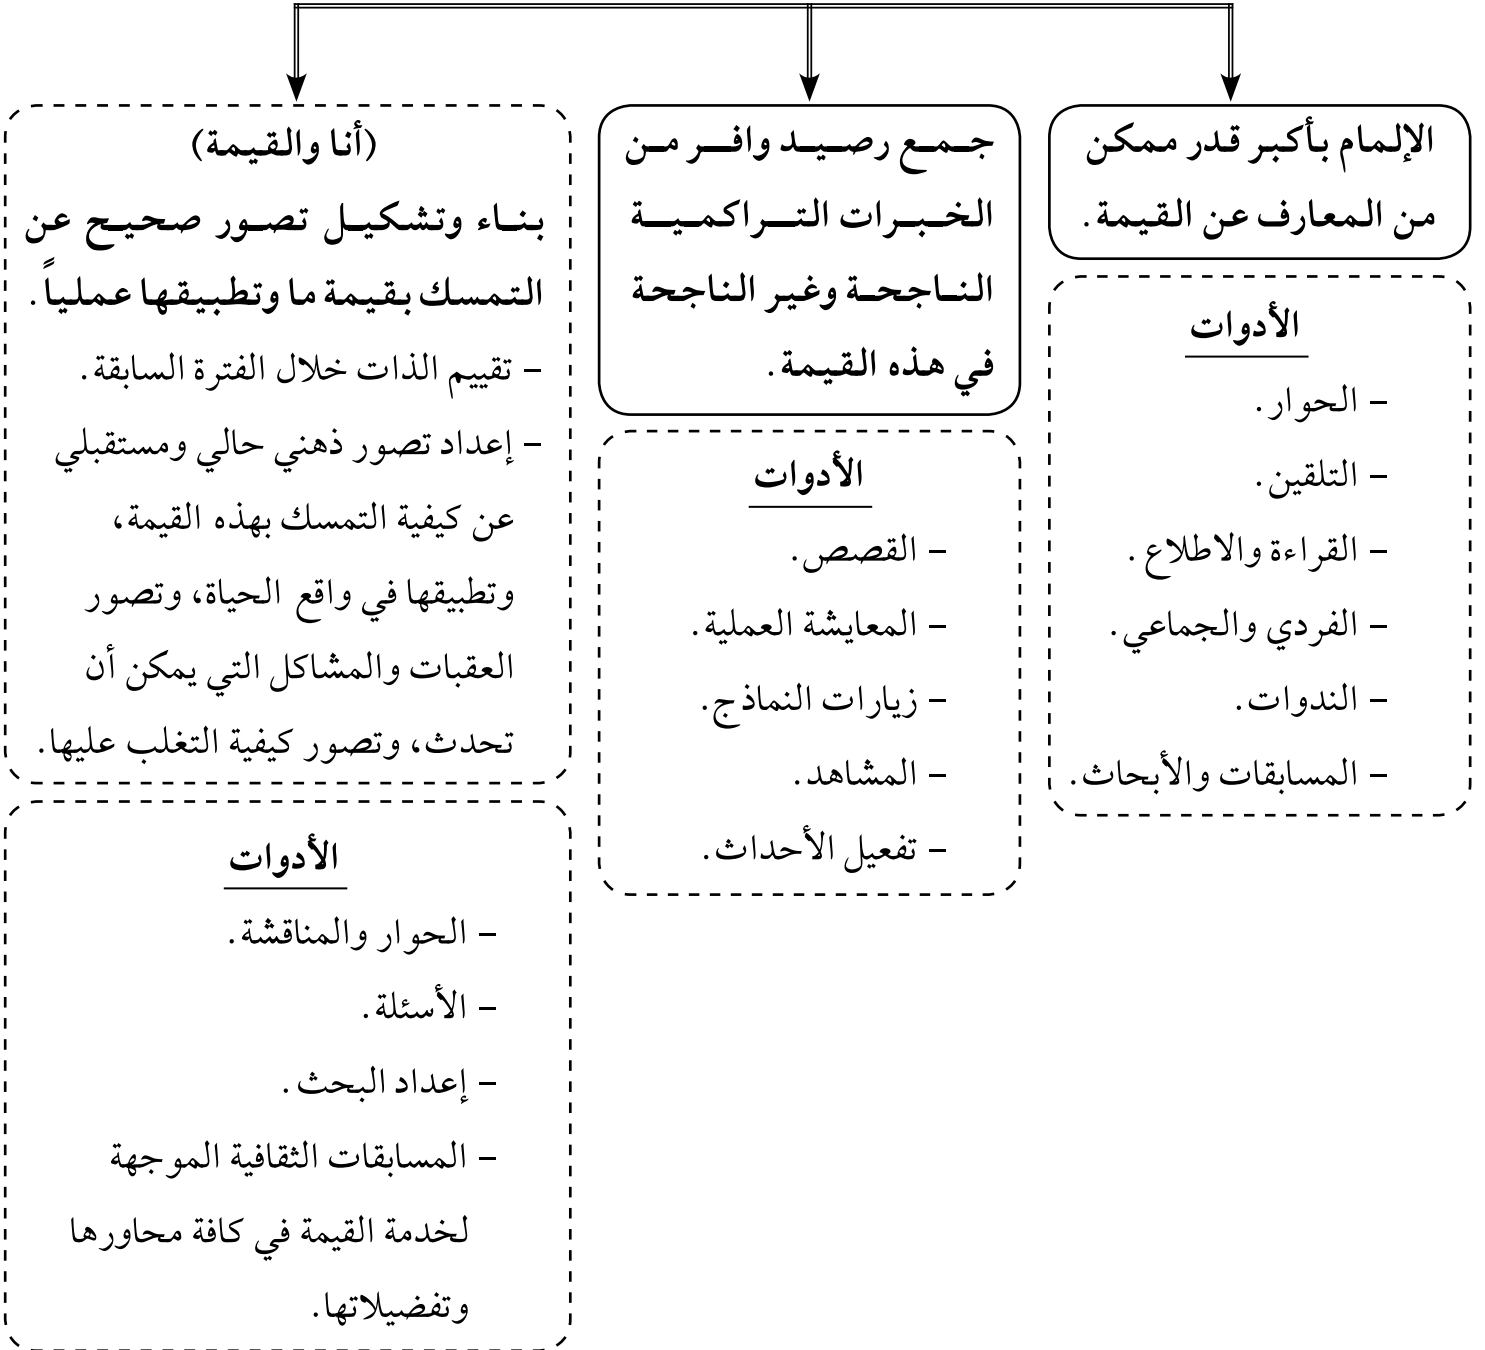 الإلمام بأكبر قدر ممكن
من المعارف عن القيمة.
الأدوات
– الحوار.
– التلقين.
– القراءة والاطلاع.
– الفردي والجماعي.
– الندوات.
– المسابقات والأبحاث.
جمع رصيد وافر من
الخبرات التراكمية
الناجحة وغير الناجحة
في هذه القيمة.
الأدوات
– القصص.
– المعايشة العملية.
– زيارات النماذج.
– المشاهد.
– تفعيل الأحداث.
(أنا والقيمة)
بناء وتشكيل تصور صحيح عن
التمسك بقيمة ما وتطبيقها عملياً.
– تقييم الذات خلال الفترة السابقة.
– إعداد تصور ذهني حالي ومستقبلي
عن كيفية التمسك بهذه القيمة،
وتطبيقها في واقع الحياة، وتصور
العقبات والمشاكل التي يمكن أن
تحدث، وتصور كيفية التغلب عليها.
الأدوات
– الحوار والمناقشة.
– الأسئلة.
– إعداد البحث.
– المسابقات الثقافية الموجهة
لخدمة القيمة في كافة محاورها
وتفضيلاتها.